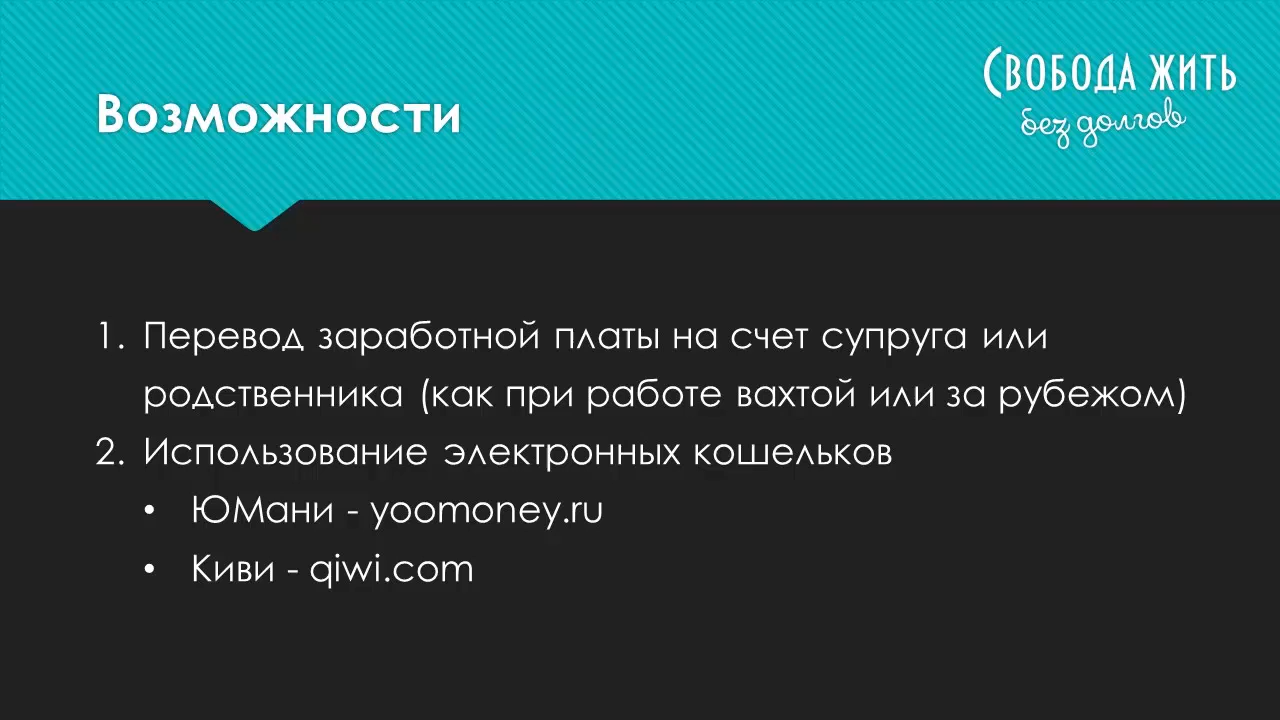 Возможности
Свобода жить
без долгов
1. Перевод заработной платы на счет супруга или
родственника (как при работе вахтой или за рубежом)
2. Использование электронных кошельков
• ЮМани - yoomoney.ru
• Киви - qiwi.com